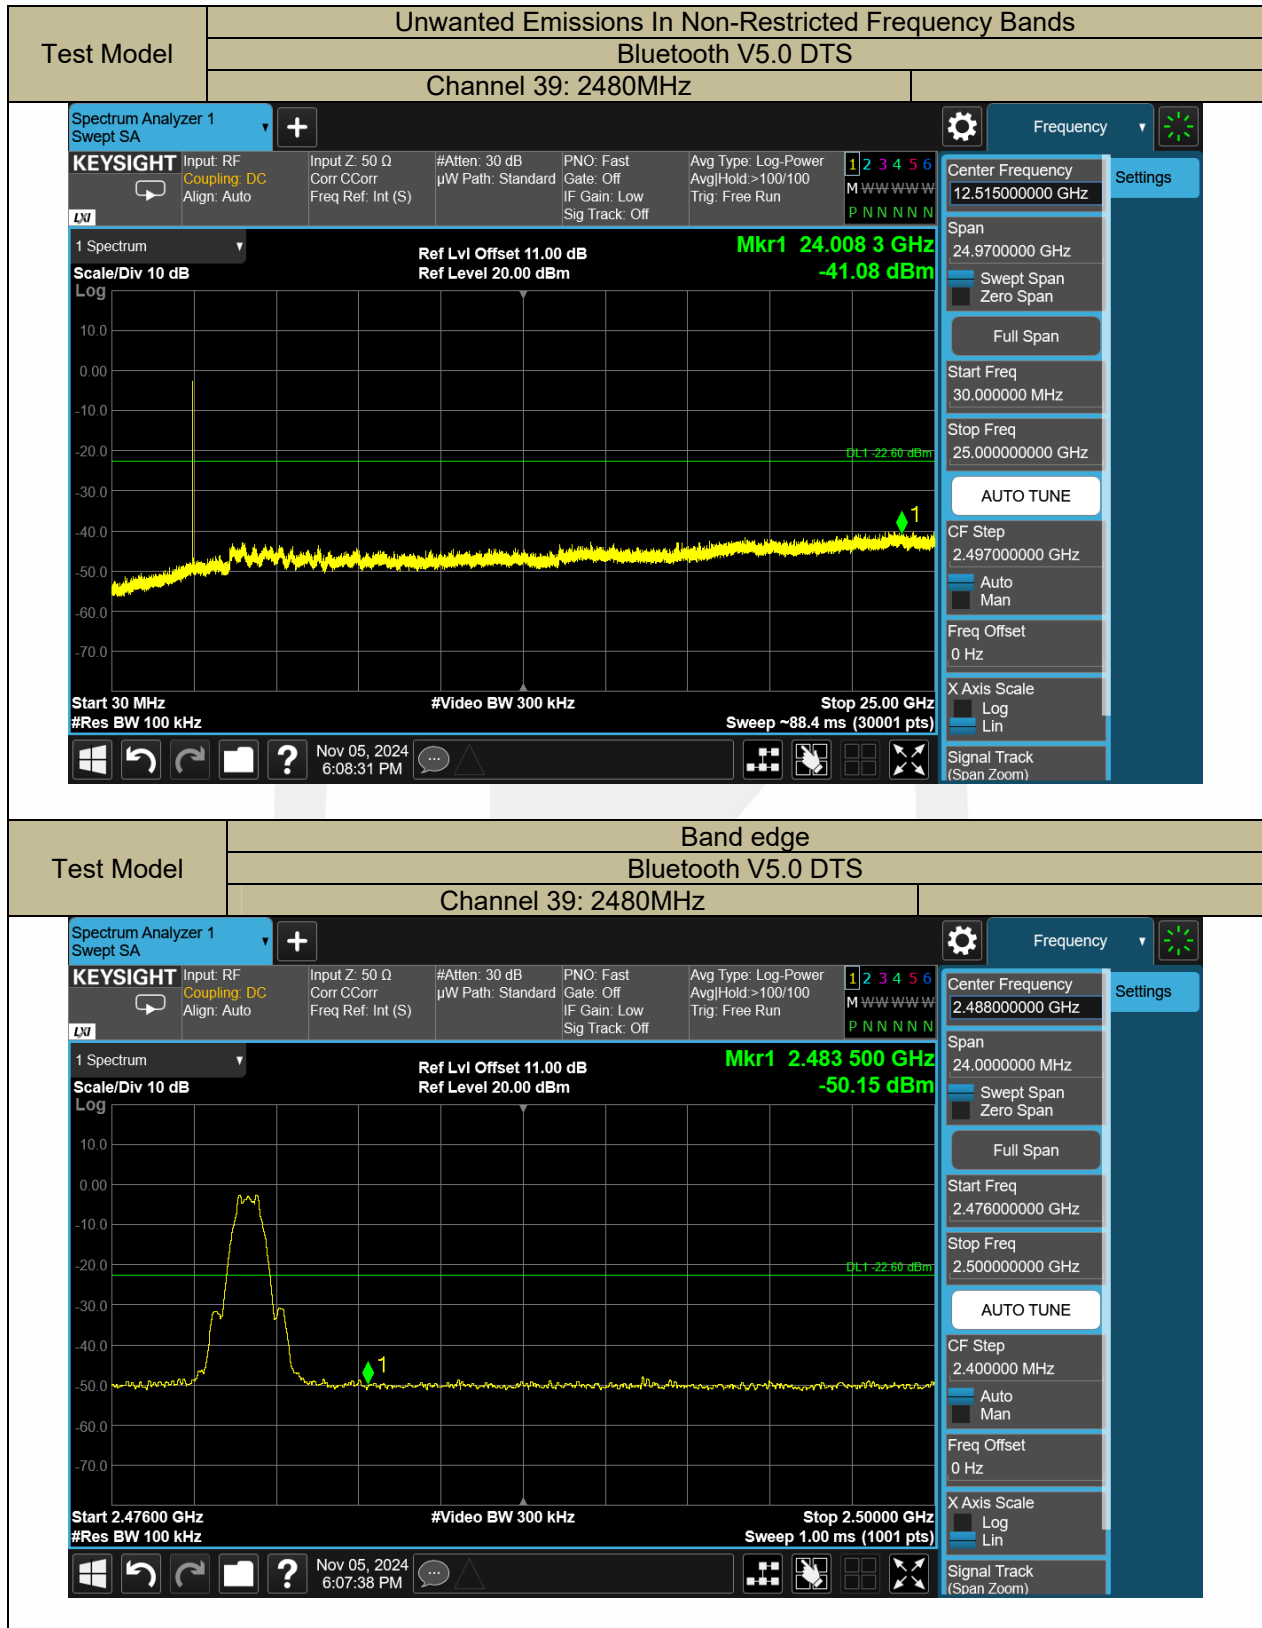 Test Model
Unwanted Emissions In Non-Restricted Frequency Bands
Bluetooth V5.0 DTS
Channel 39: 2480MHz
Spectrum Analyzer 1
Swept SA
Frequency
KEYSIGHT
LXI
Input: RF
Coupling: DC
Align: Auto
Input Z: 50 Ω
Corr CCorr
Freq Ref: Int (S)
#Atten: 30 dB
µW Path: Standard
PNO: Fast
Gate: Off
IF Gain: Low
Sig Track: Off
Avg Type: Log-Power
Avg|Hold:>100/100
Trig: Free Run
1 2 3 4 5 6
M W W W W W
P N N N N N
1 Spectrum
Scale/Div 10 dB
Log
Ref Lvl Offset 11.00 dB
Ref Level 20.00 dBm
Mkr1 24.008 3 GHz
-41.08 dBm
10.0
0.00
-10.0
-20.0
-30.0
-40.0
-50.0
-60.0
-70.0
DL1 -22.60 dBm
1
Start 30 MHz
#Res BW 100 kHz
#Video BW 300 kHz
Stop 25.00 GHz
Sweep ~88.4 ms (30001 pts)
Nov 05, 2024
6:08:31 PM
Center Frequency
12.515000000 GHz
Span
24.9700000 GHz
Swept Span
Zero Span
Full Span
Start Freq
30.000000 MHz
Stop Freq
25.000000000 GHz
AUTO TUNE
CF Step
2.497000000 GHz
Auto
Man
Freq Offset
0 Hz
X Axis Scale
Log
Lin
Signal Track
(Span Zoom)
Settings
Test Model
Band edge
Bluetooth V5.0 DTS
Channel 39: 2480MHz
Spectrum Analyzer 1
Swept SA
Frequency
KEYSIGHT
LXI
Input: RF
Coupling: DC
Align: Auto
Input Z: 50 Ω
Corr CCorr
Freq Ref: Int (S)
#Atten: 30 dB
µW Path: Standard
PNO: Fast
Gate: Off
IF Gain: Low
Sig Track: Off
Avg Type: Log-Power
Avg|Hold:>100/100
Trig: Free Run
1 2 3 4 5 6
M W W W W W
P N N N N N
1 Spectrum
Scale/Div 10 dB
Log
Ref Lvl Offset 11.00 dB
Ref Level 20.00 dBm
Mkr1 2.483 500 GHz
-50.15 dBm
10.0
0.00
-10.0
-20.0
-30.0
-40.0
-50.0
-60.0
-70.0
DL1 -22.60 dBm
1
Start 2.47600 GHz
#Res BW 100 kHz
#Video BW 300 kHz
Stop 2.50000 GHz
Sweep 1.00 ms (1001 pts)
Nov 05, 2024
6:07:38 PM
Center Frequency
2.488000000 GHz
Span
24.0000000 MHz
Swept Span
Zero Span
Full Span
Start Freq
2.476000000 GHz
Stop Freq
2.500000000 GHz
AUTO TUNE
CF Step
2.400000 MHz
Auto
Man
Freq Offset
0 Hz
X Axis Scale
Log
Lin
Signal Track
(Span Zoom)
Settings